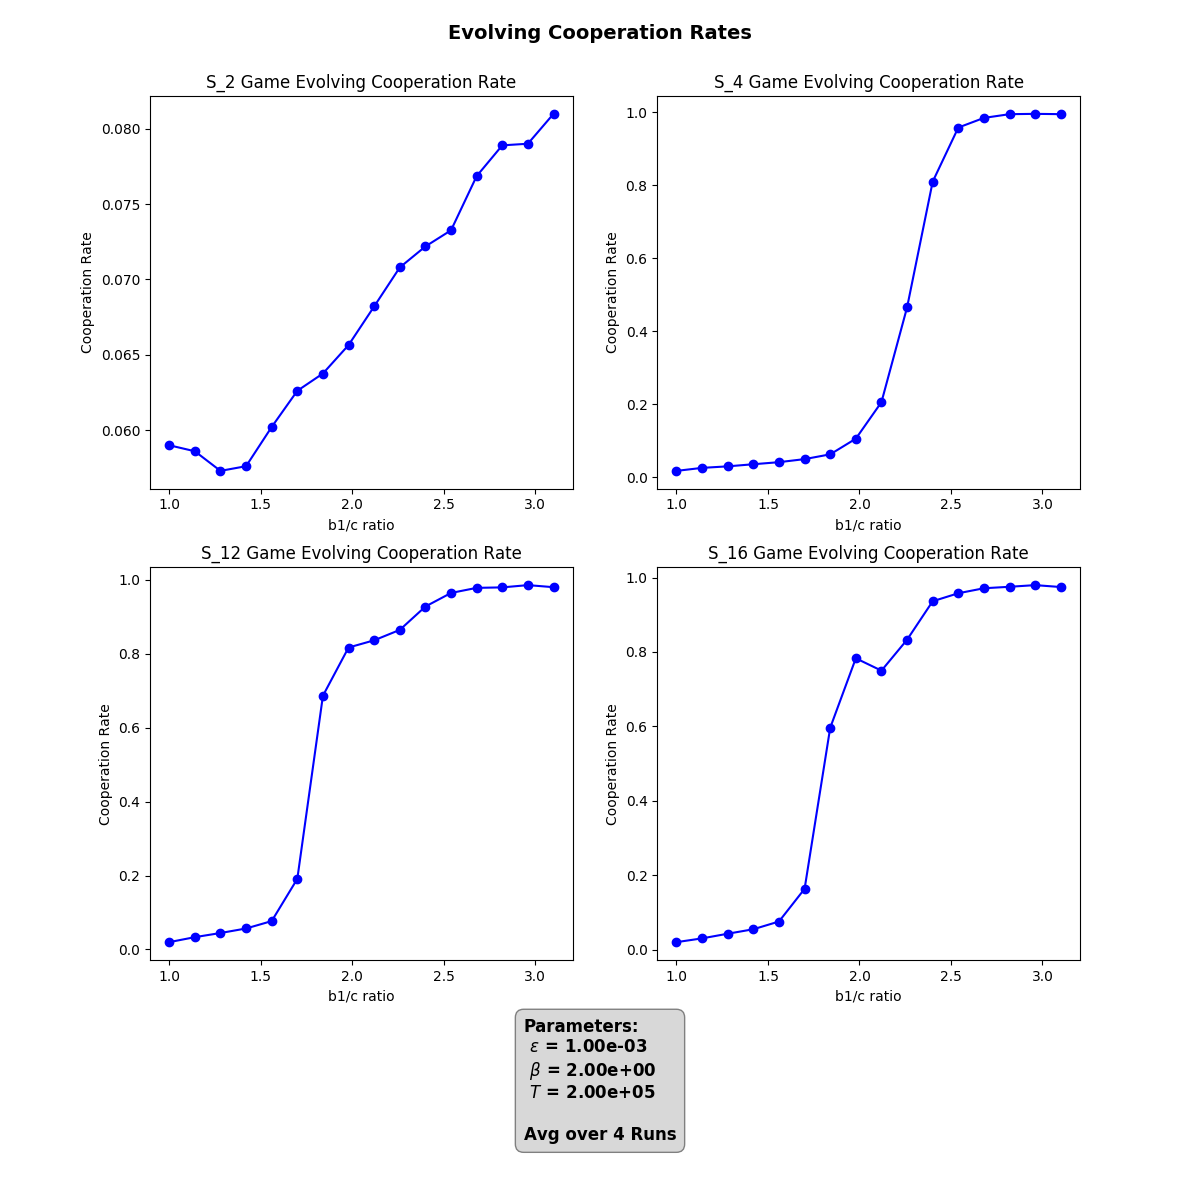 Evolving Cooperation Rates
S_2 Game Evolving Cooperation Rate
Cooperation Rate
0.080
0.075
0.070
0.065
0.060
1.0 1.5 2.0 2.5 3.0
b1/c ratio
S_4 Game Evolving Cooperation Rate
Cooperation Rate
1.0
0.8
0.6
0.4
0.2
0.0
1.0 1.5 2.0 2.5 3.0
b1/c ratio
S_12 Game Evolving Cooperation Rate
Cooperation Rate
1.0
0.8
0.6
0.4
0.2
0.0
1.0 1.5 2.0 2.5 3.0
b1/c ratio
S_16 Game Evolving Cooperation Rate
Cooperation Rate
1.0
0.8
0.6
0.4
0.2
0.0
1.0 1.5 2.0 2.5 3.0
b1/c ratio
Parameters:
ε = 1.00e-03
β = 2.00e+00
T = 2.00e+05
Avg over 4 Runs